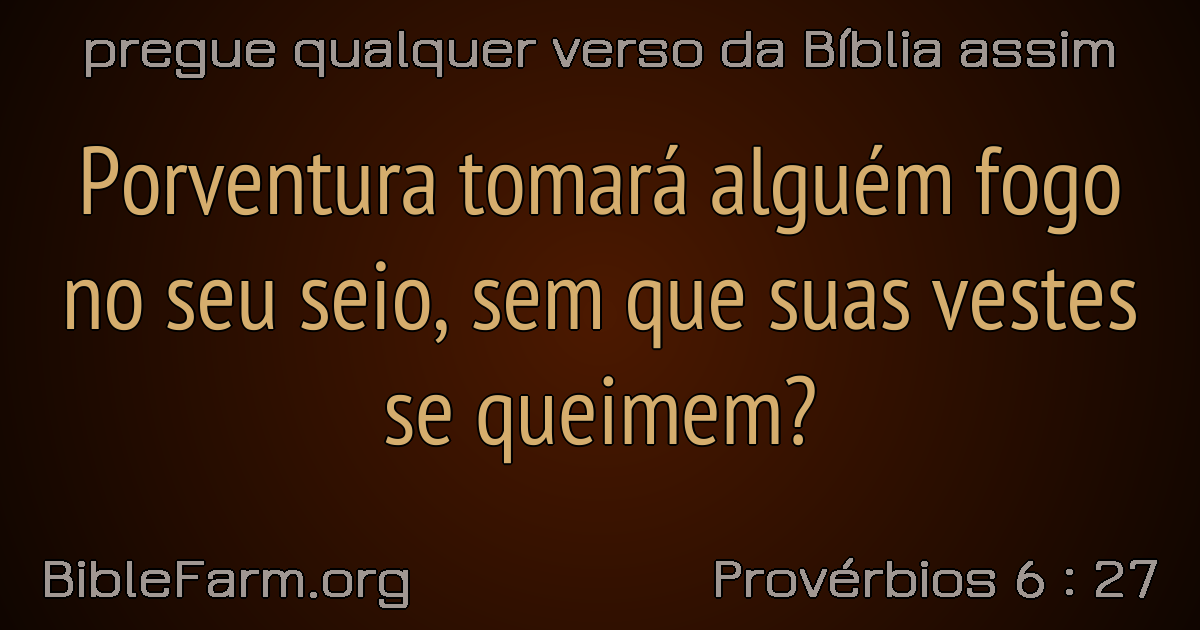 pregue qualquer verso da Bíblia assim
Porventura tomará alguém fogo
no seu seio, sem que suas vestes
se queimem?
BibleFarm.org
Provérbios 6 : 27